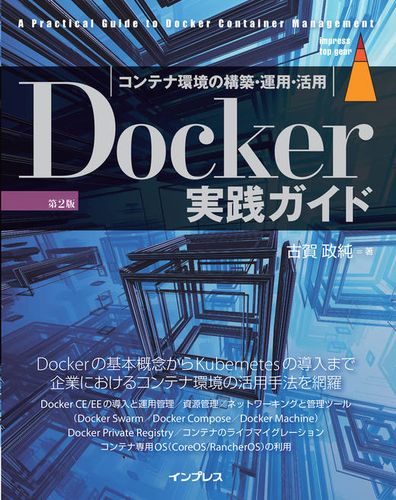 A Practical Guide to Docker Container Management
impress
top gear
コンテナ環境の構築・運用・活用
Docker
第2版
実践ガイド
古賀 政純=著
Dockerの基本概念からKubernetesの導入まで
企業におけるコンテナ環境の活用手法を網羅
Docker CE/EEの導入と運用管理／資源管理／ネットワーキングと管理ツール
（Docker Swarm／Docker Compose／Docker Machine）
Docker Private Registry／コンテナのライブマイグレーション
コンテナ専用OS(CoreOS/RancherOS)の利用
インプレス